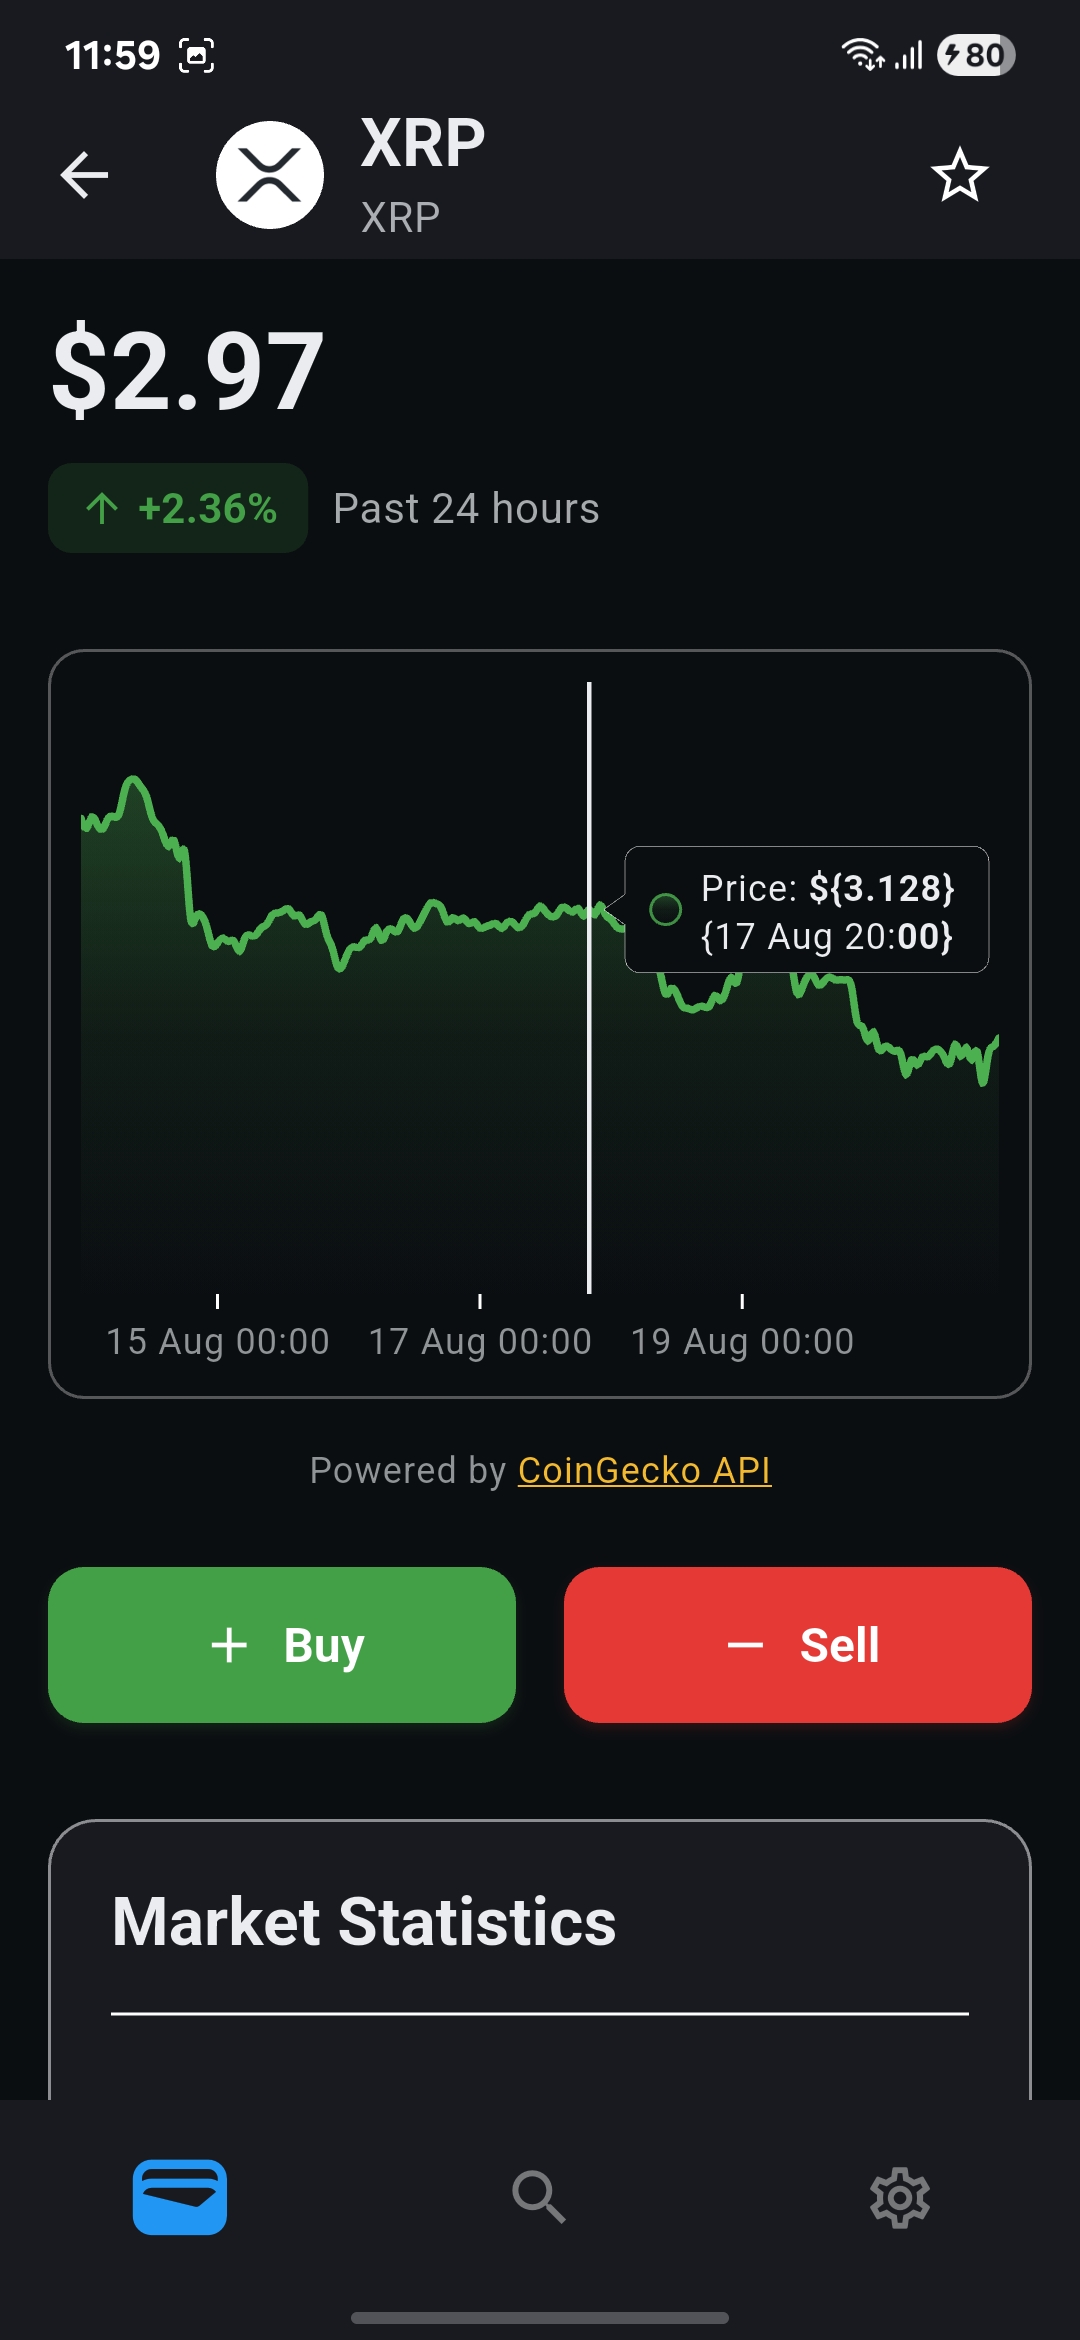 11:59
80
XRP
XRP
$2.97
+2.36% Past 24 hours
Price: ${3.128}
{17 Aug 20:00}
15 Aug 00:00 17 Aug 00:00 19 Aug 00:00
Powered by CoinGecko API
Buy
Sell
Market Statistics